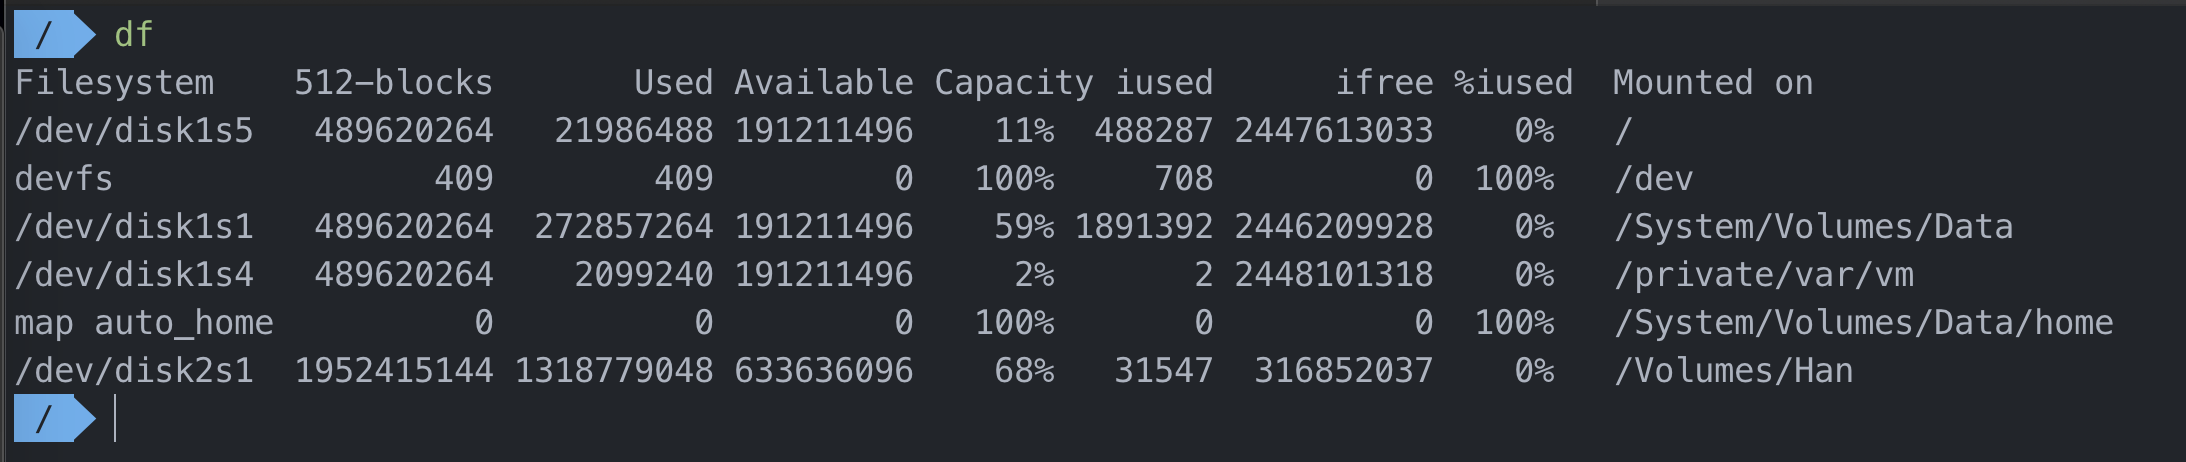 / df
Filesystem    512-blocks       Used Available Capacity iused      ifree %iused  Mounted on
/dev/disk1s5   489620264   21986488 191211496    11%  488287 2447613033    0%   /
devfs                409        409         0   100%     708          0  100%   /dev
/dev/disk1s1   489620264  272857264 191211496    59% 1891392 2446209928    0%   /System/Volumes/Data
/dev/disk1s4   489620264    2099240 191211496     2%       2 2448101318    0%   /private/var/vm
map auto_home          0          0         0   100%       0          0  100%   /System/Volumes/Data/home
/dev/disk2s1  1952415144 1318779048 633636096    68%   31547  316852037    0%   /Volumes/Han
/